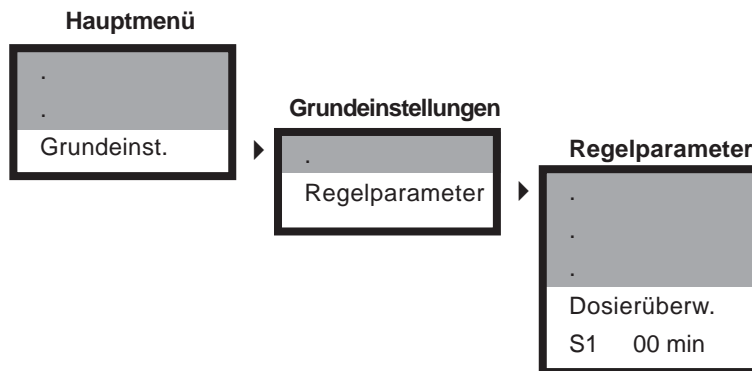 Hauptmenü
.
.
Grundeinst.
Grundeinstellungen
.
Regelparameter
Regelparameter
.
.
.
Dosierüberw.
S1 00 min